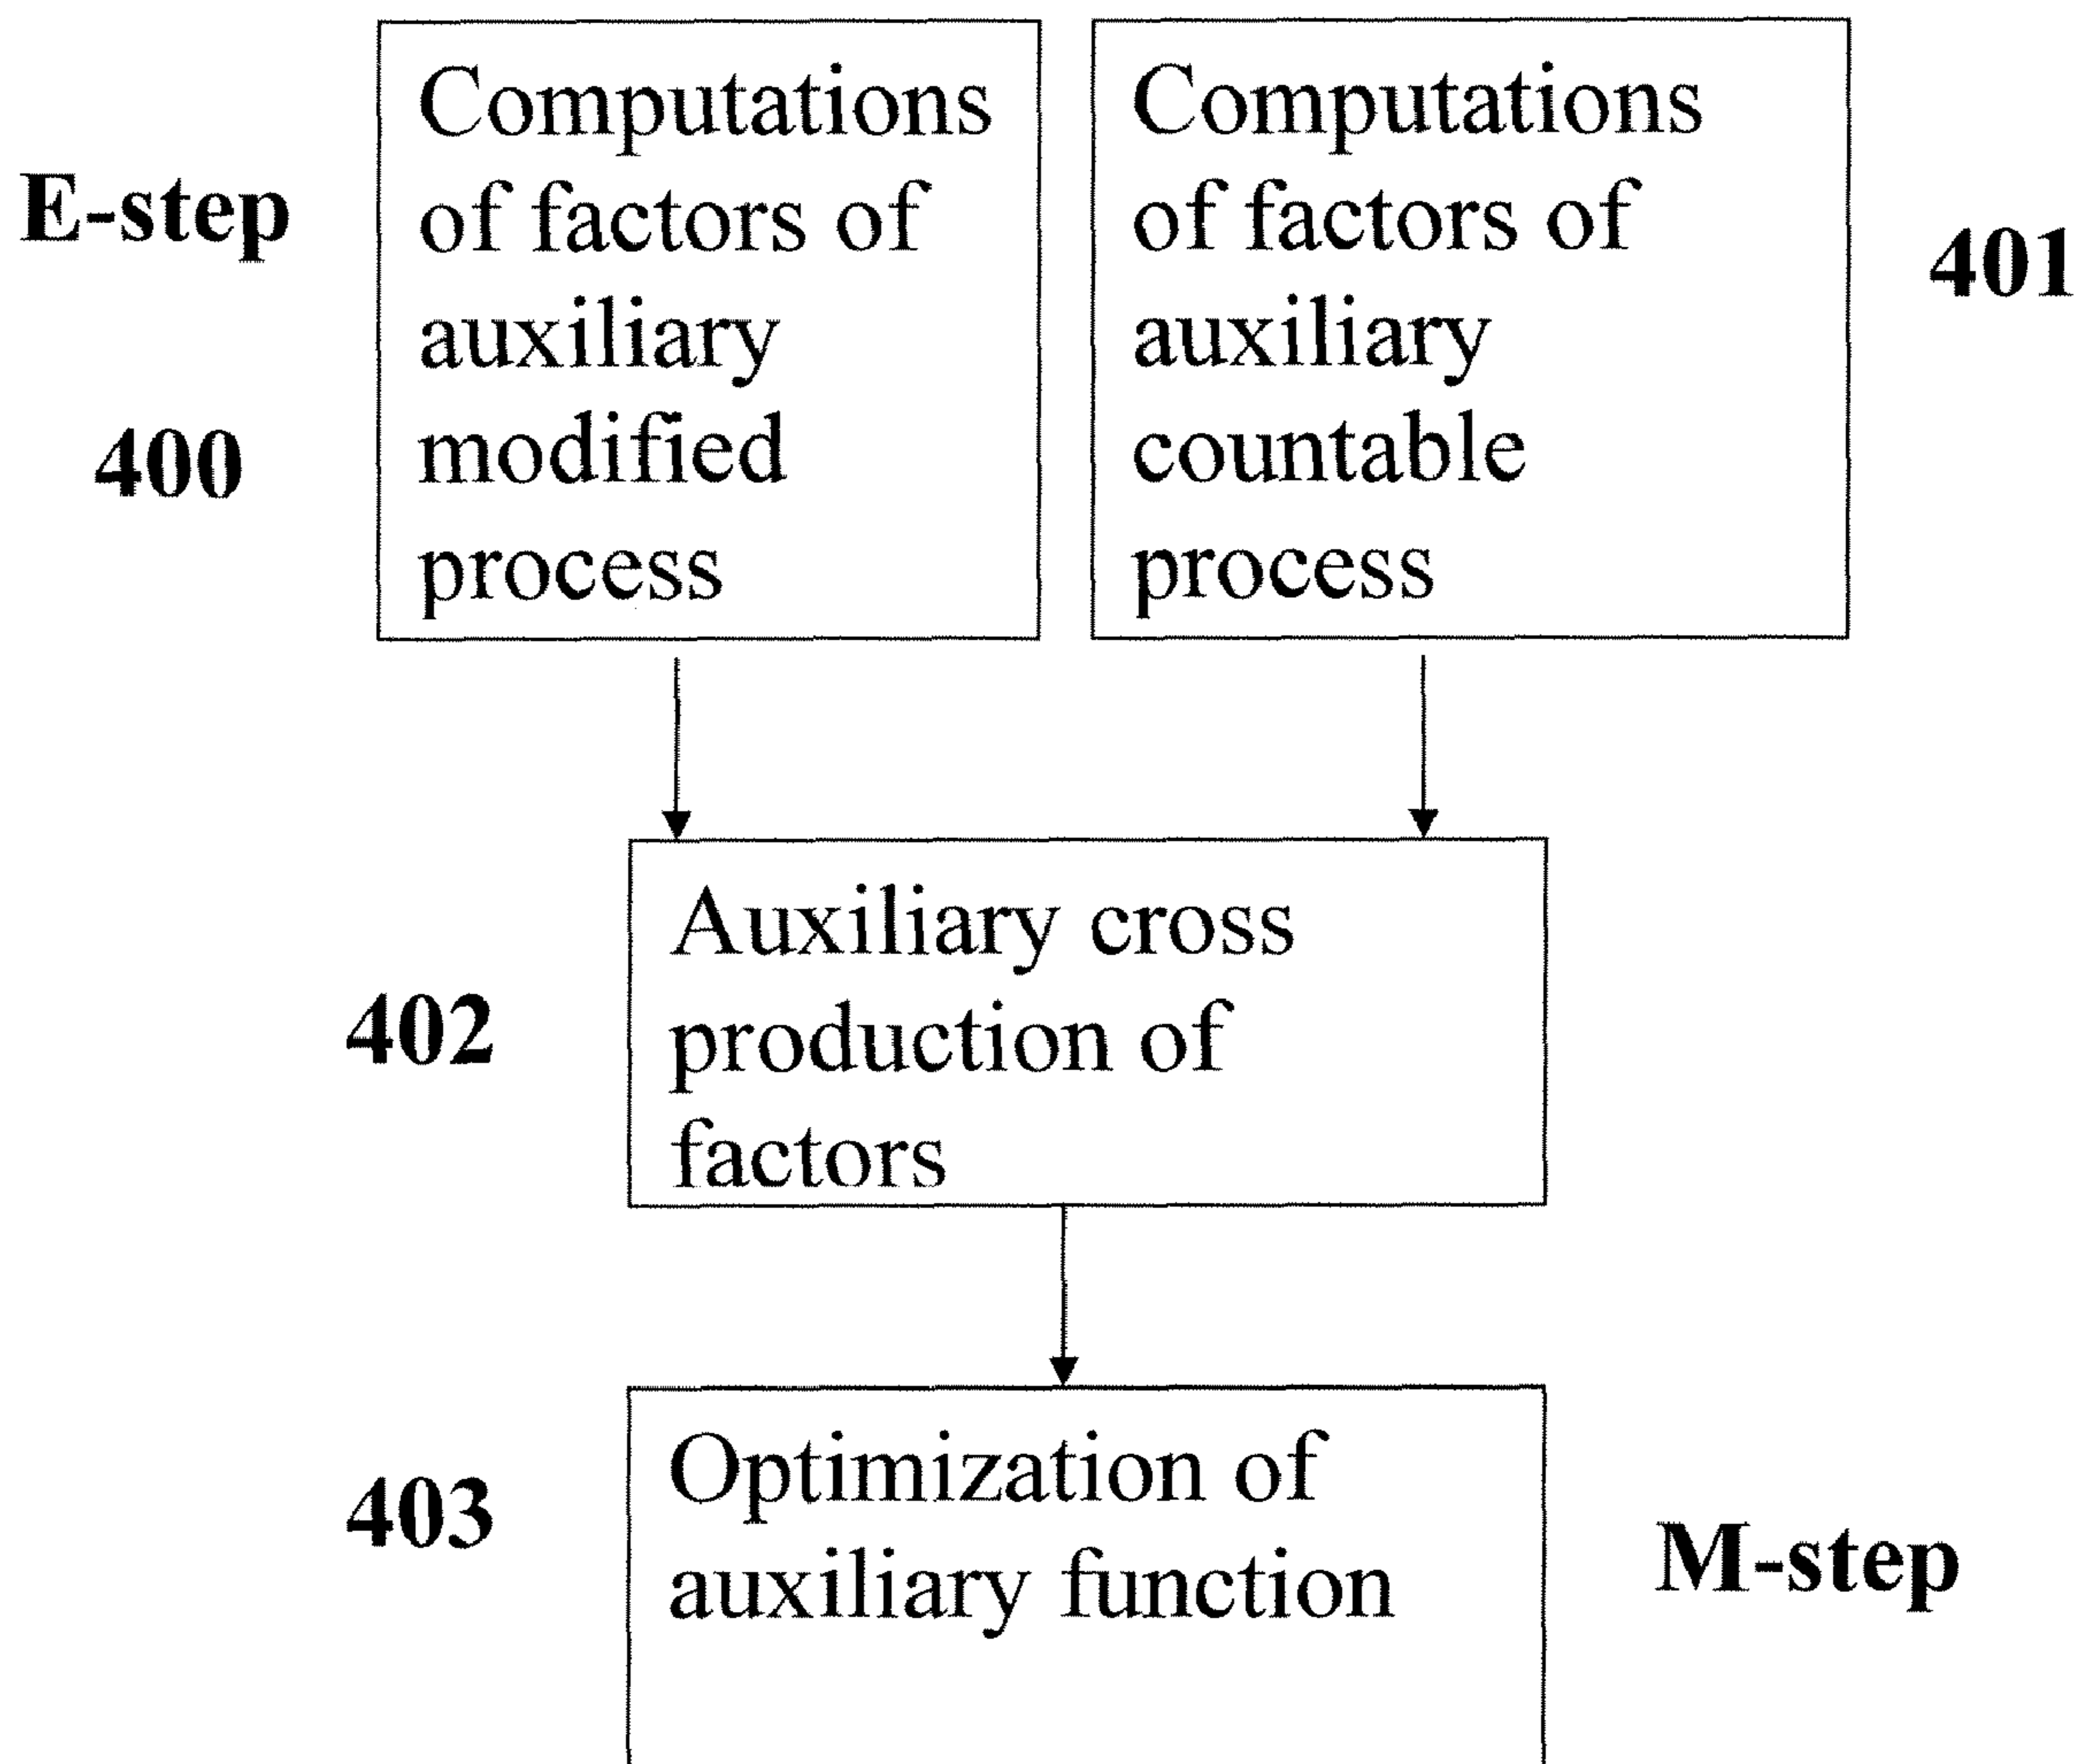 E-step
400
Computations
of factors of
auxiliary
modified
process
Computations
of factors of
auxiliary
countable
process
401
402
Auxiliary cross
production of
factors
403
Optimization of
auxiliary function
M-step